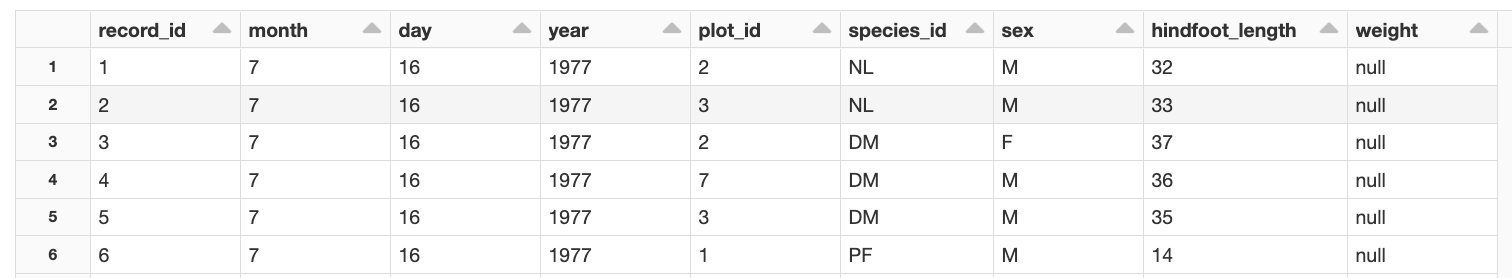 record_id month day year plot_id species_id sex hindfoot_length weight
1 1 7 16 1977 2 NL M 32 null
2 2 7 16 1977 3 NL M 33 null
3 3 7 16 1977 2 DM F 37 null
4 4 7 16 1977 7 DM M 36 null
5 5 7 16 1977 3 DM M 35 null
6 6 7 16 1977 1 PF M 14 null